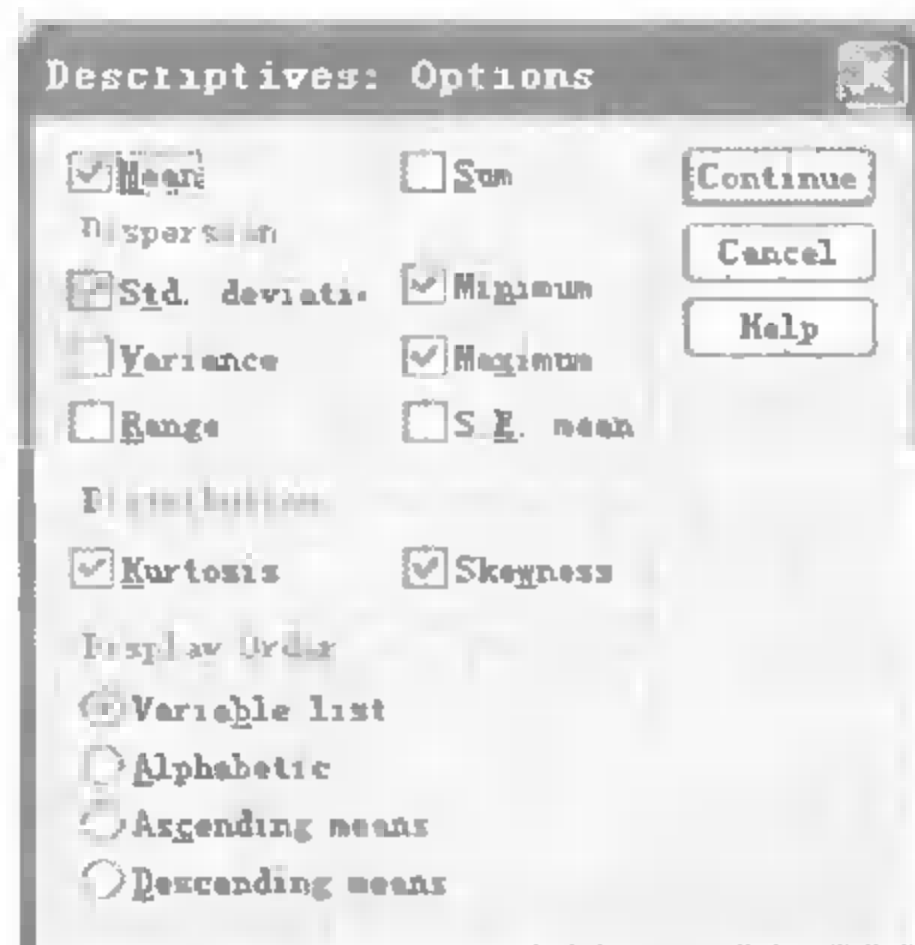 Descriptives: Options
Mean
Sum
Continue
Dispersion
Cancel
Std. deviati
Minimum
Help
Variance
Maximum
Range
S.E. mean
Distribution
Kurtosis
Skewness
Display Order
Variable list
Alphabetic
Ascending means
Descending means